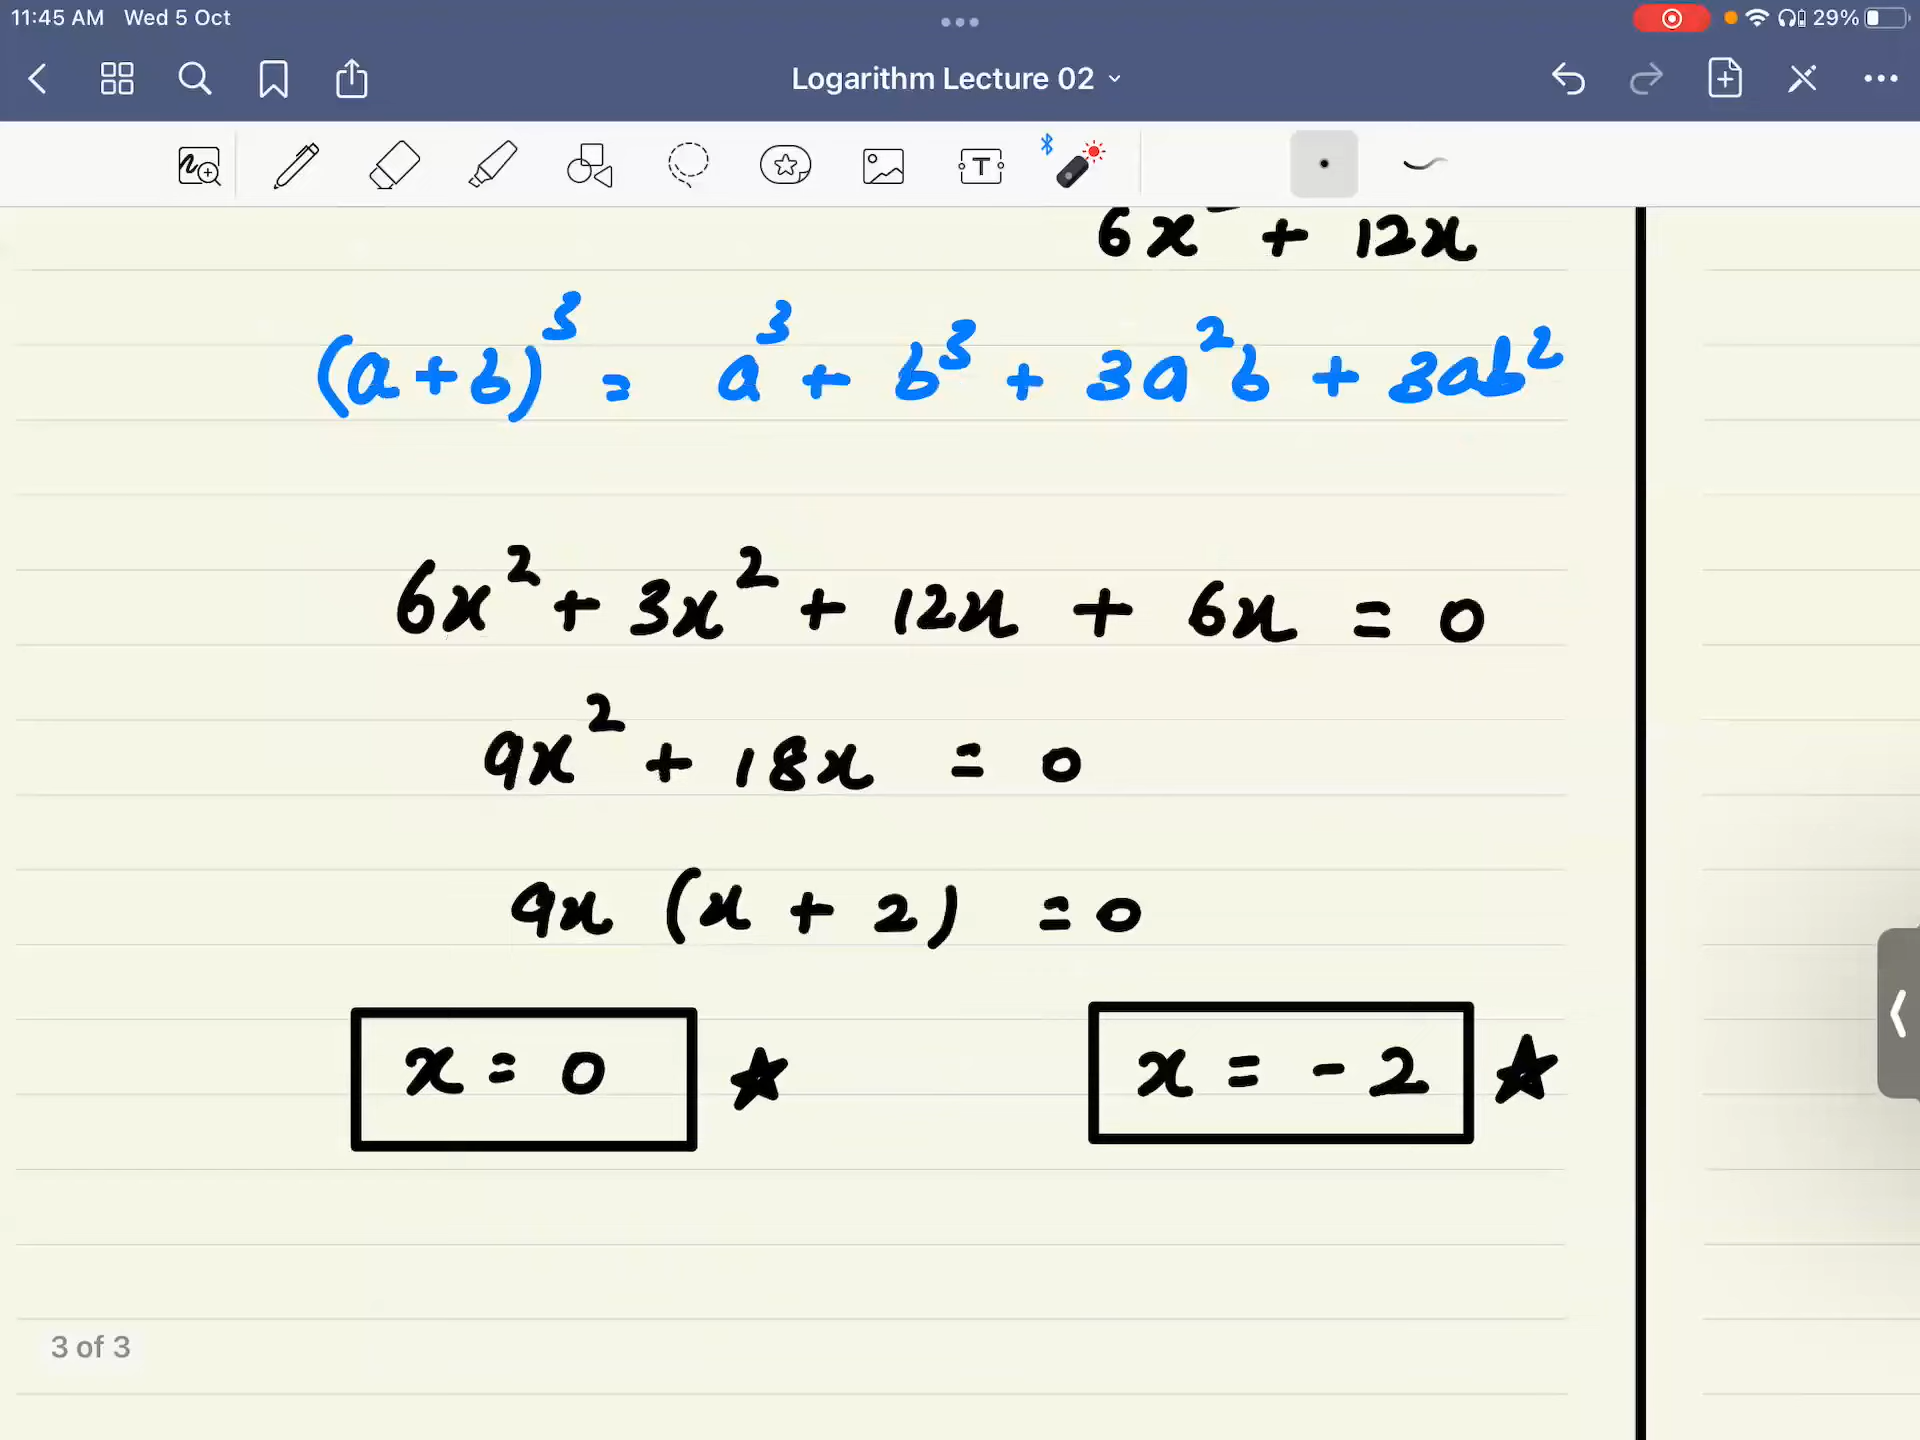 11:45 AM Wed 5 Oct
29%
Logarithm Lecture 02
T
6x² + 12x
(a+b)³ = a³ + b³ + 3a²b + 3ab²
6x² + 3x² + 12x + 6x = 0
9x² + 18x = 0
9x (x + 2) = 0
x = 0 x = - 2
3 of 3